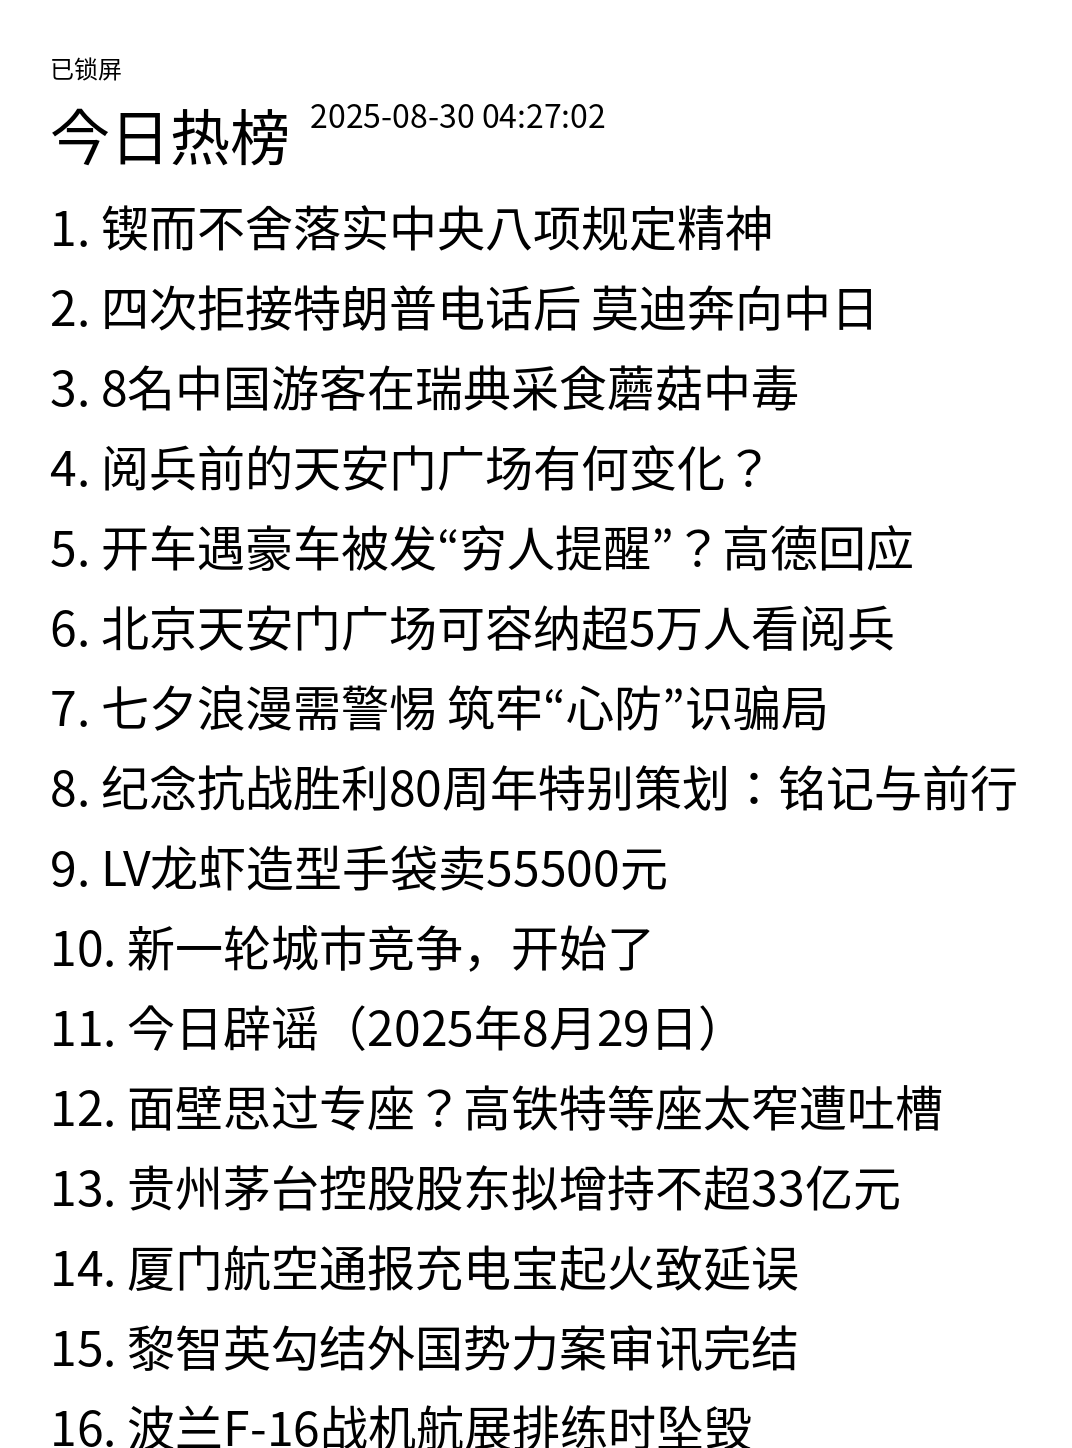 已锁屏
今日热榜 2025-08-30 04:27:02
1. 锲而不舍落实中央八项规定精神
2. 四次拒接特朗普电话后 莫迪奔向中日
3. 8名中国游客在瑞典采食蘑菇中毒
4. 阅兵前的天安门广场有何变化？
5. 开车遇豪车被发“穷人提醒”？高德回应
6. 北京天安门广场可容纳超5万人看阅兵
7. 七夕浪漫需警惕 筑牢“心防”识骗局
8. 纪念抗战胜利80周年特别策划：铭记与前行
9. LV龙虾造型手袋卖55500元
10. 新一轮城市竞争，开始了
11. 今日辟谣（2025年8月29日）
12. 面壁思过专座？高铁特等座太窄遭吐槽
13. 贵州茅台控股股东拟增持不超33亿元
14. 厦门航空通报充电宝起火致延误
15. 黎智英勾结外国势力案审讯完结
16. 波兰F-16战机航展排练时坠毁